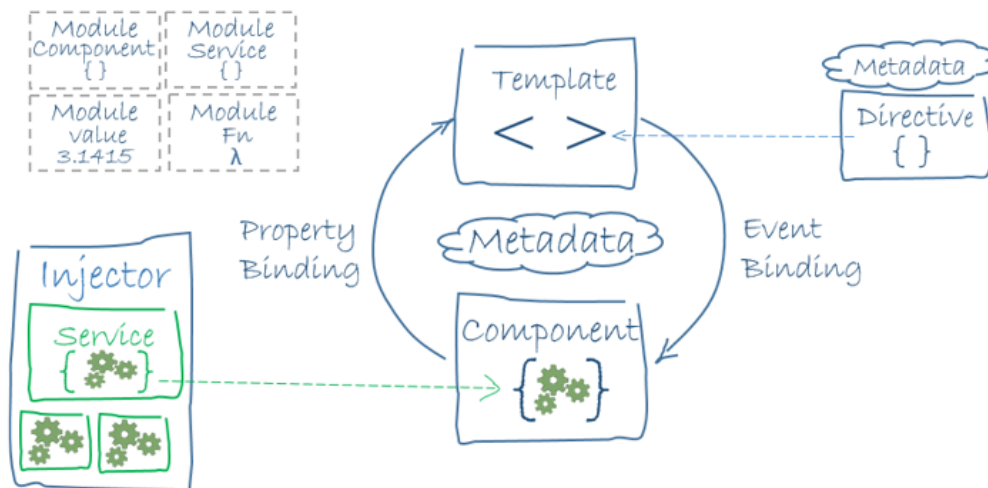 Module
Component
{ }
Module
Service
{ }
Module
value
3.1415
Module
Fn
λ
Template
< >
Metadata
Directive
{ }
Property
Binding
Metadata
Event
Binding
Injector
Service
{ }
Component
{ }